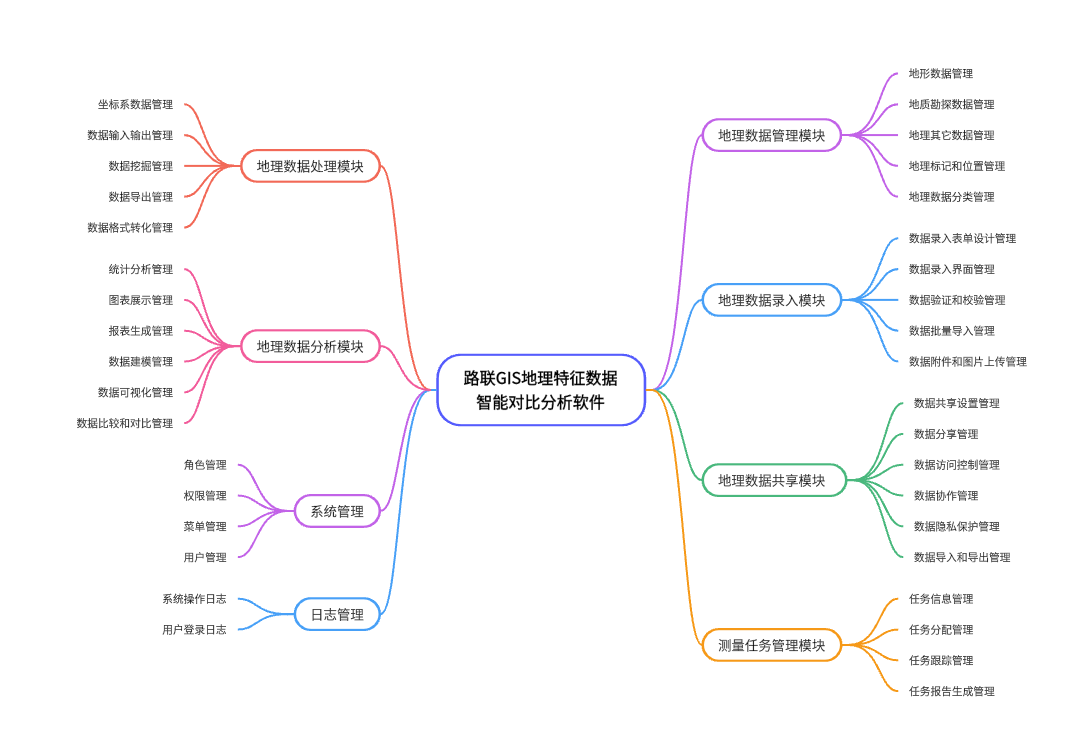 路联GIS地理特征数据
智能对比分析软件
地理数据管理模块
地形数据管理
地质勘探数据管理
地理其它数据管理
地理标记和位置管理
地理数据分类管理
地理数据录入模块
数据录入表单设计管理
数据录入界面管理
数据验证和校验管理
数据批量导入管理
数据附件和图片上传管理
地理数据共享模块
数据共享设置管理
数据分享管理
数据访问控制管理
数据协作管理
数据隐私保护管理
数据导入和导出管理
测量任务管理模块
任务信息管理
任务分配管理
任务跟踪管理
任务报告生成管理
地理数据处理模块
坐标系数据管理
数据输入输出管理
数据挖掘管理
数据导出管理
数据格式转化管理
地理数据分析模块
统计分析管理
图表展示管理
报表生成管理
数据建模管理
数据可视化管理
数据比较和对比管理
系统管理
角色管理
权限管理
菜单管理
用户管理
日志管理
系统操作日志
用户登录日志